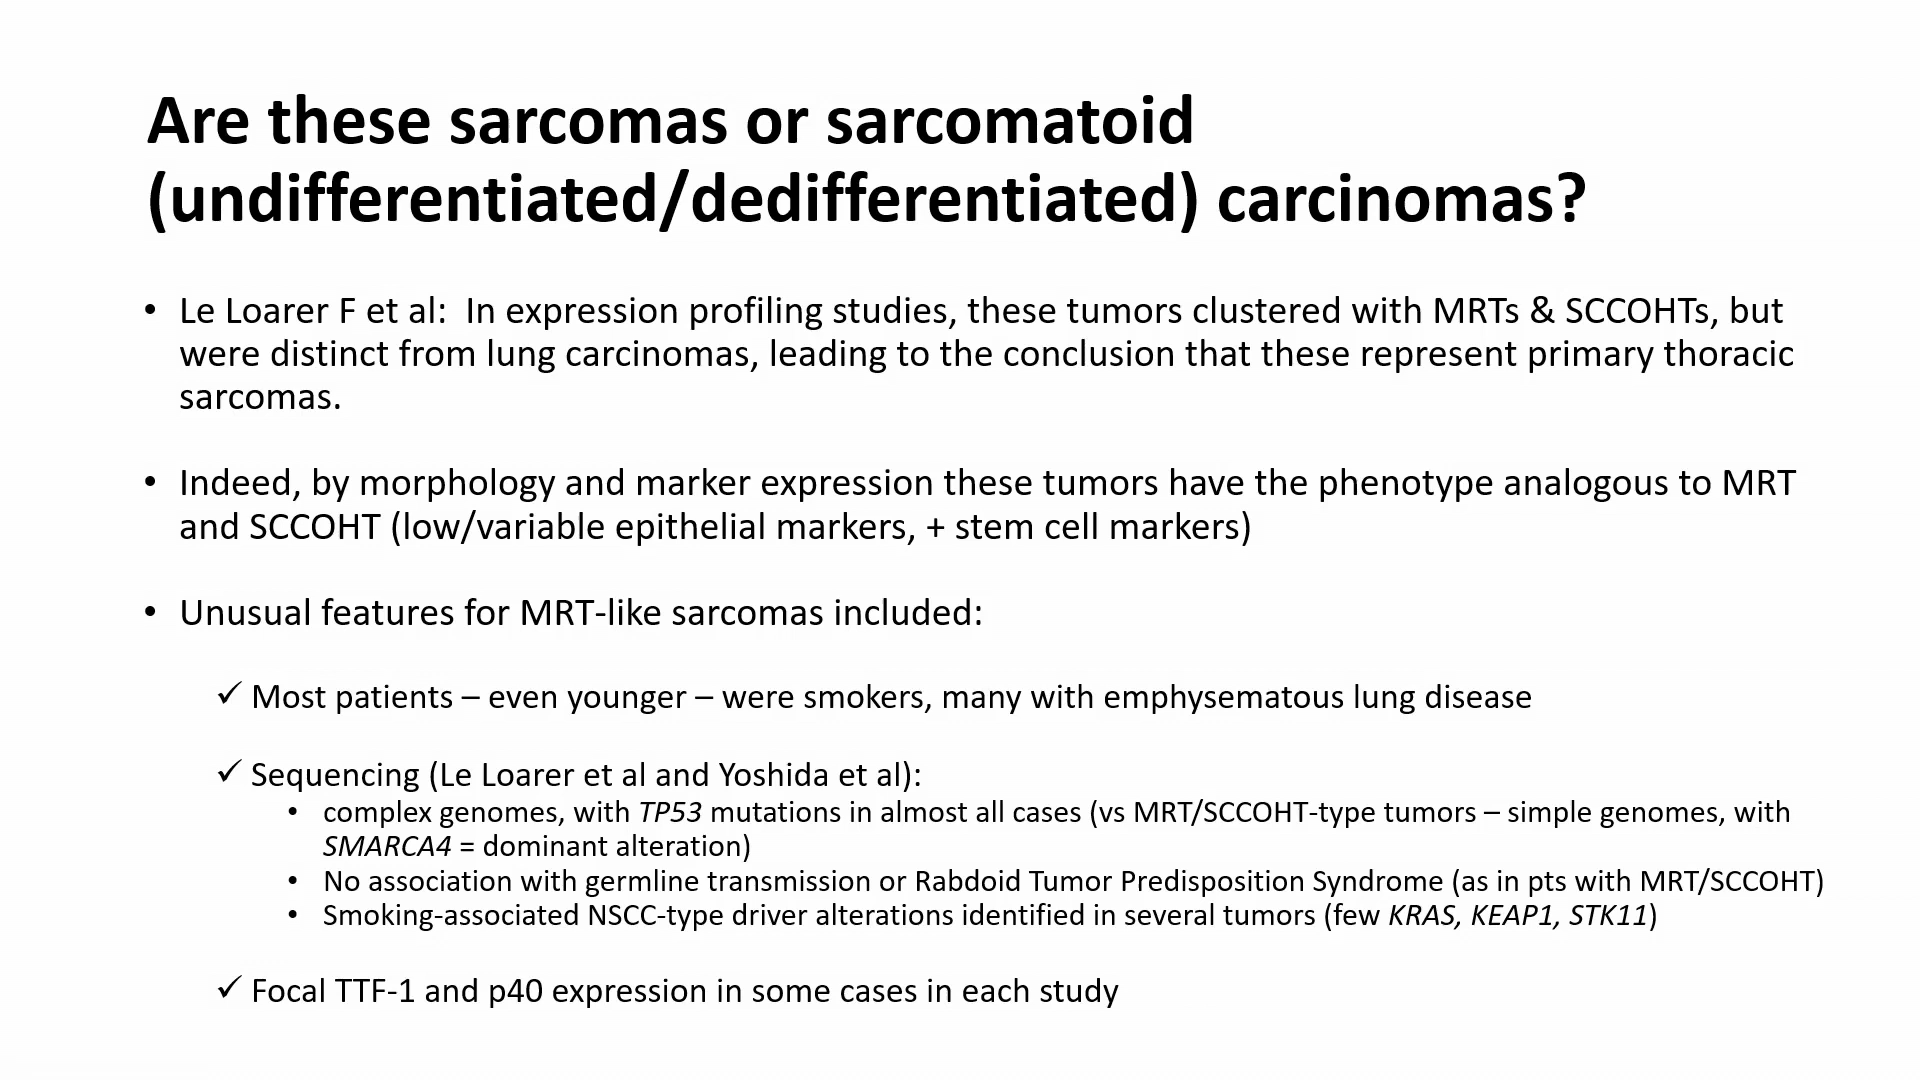 Are these sarcomas or sarcomatoid
(undifferentiated/dedifferentiated) carcinomas?
• Le Loarer F et al:  In expression profiling studies, these tumors clustered with MRTs & SCCOHTs, but
were distinct from lung carcinomas, leading to the conclusion that these represent primary thoracic
sarcomas.
• Indeed, by morphology and marker expression these tumors have the phenotype analogous to MRT
and SCCOHT (low/variable epithelial markers, + stem cell markers)
• Unusual features for MRT-like sarcomas included:
✓ Most patients – even younger – were smokers, many with emphysematous lung disease
✓ Sequencing (Le Loarer et al and Yoshida et al):
• complex genomes, with TP53 mutations in almost all cases (vs MRT/SCCOHT-type tumors – simple genomes, with
SMARCA4 = dominant alteration)
• No association with germline transmission or Rabdoid Tumor Predisposition Syndrome (as in pts with MRT/SCCOHT)
• Smoking-associated NSCC-type driver alterations identified in several tumors (few KRAS, KEAP1, STK11)
✓ Focal TTF-1 and p40 expression in some cases in each study